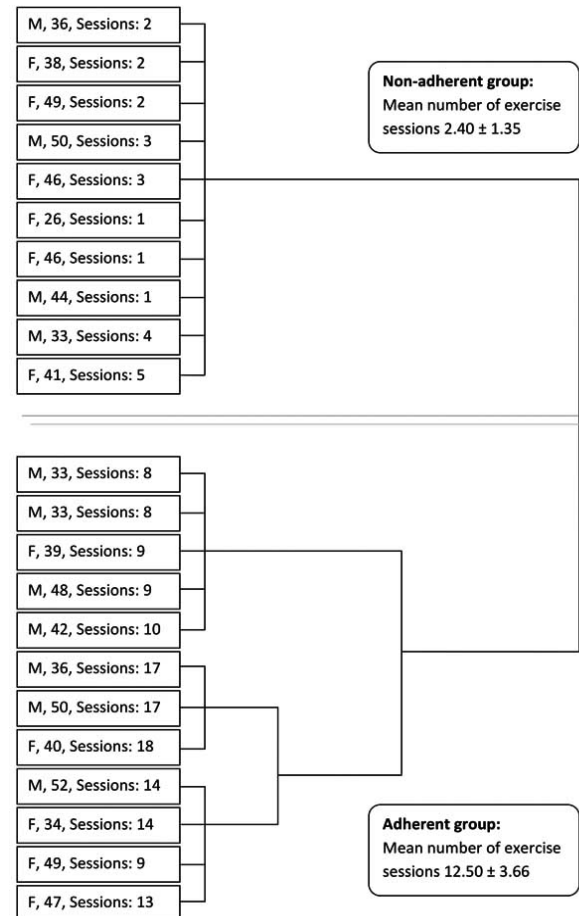 M, 36, Sessions: 2
F, 38, Sessions: 2
F, 49, Sessions: 2
M, 50, Sessions: 3
F, 46, Sessions: 3
F, 26, Sessions: 1
F, 46, Sessions: 1
M, 44, Sessions: 1
M, 33, Sessions: 4
F, 41, Sessions: 5
Non-adherent group:
Mean number of exercise
sessions 2.40 ± 1.35
M, 33, Sessions: 8
M, 33, Sessions: 8
F, 39, Sessions: 9
M, 48, Sessions: 9
M, 42, Sessions: 10
M, 36, Sessions: 17
M, 50, Sessions: 17
F, 40, Sessions: 18
M, 52, Sessions: 14
F, 34, Sessions: 14
F, 49, Sessions: 9
F, 47, Sessions: 13
Adherent group:
Mean number of exercise
sessions 12.50 ± 3.66